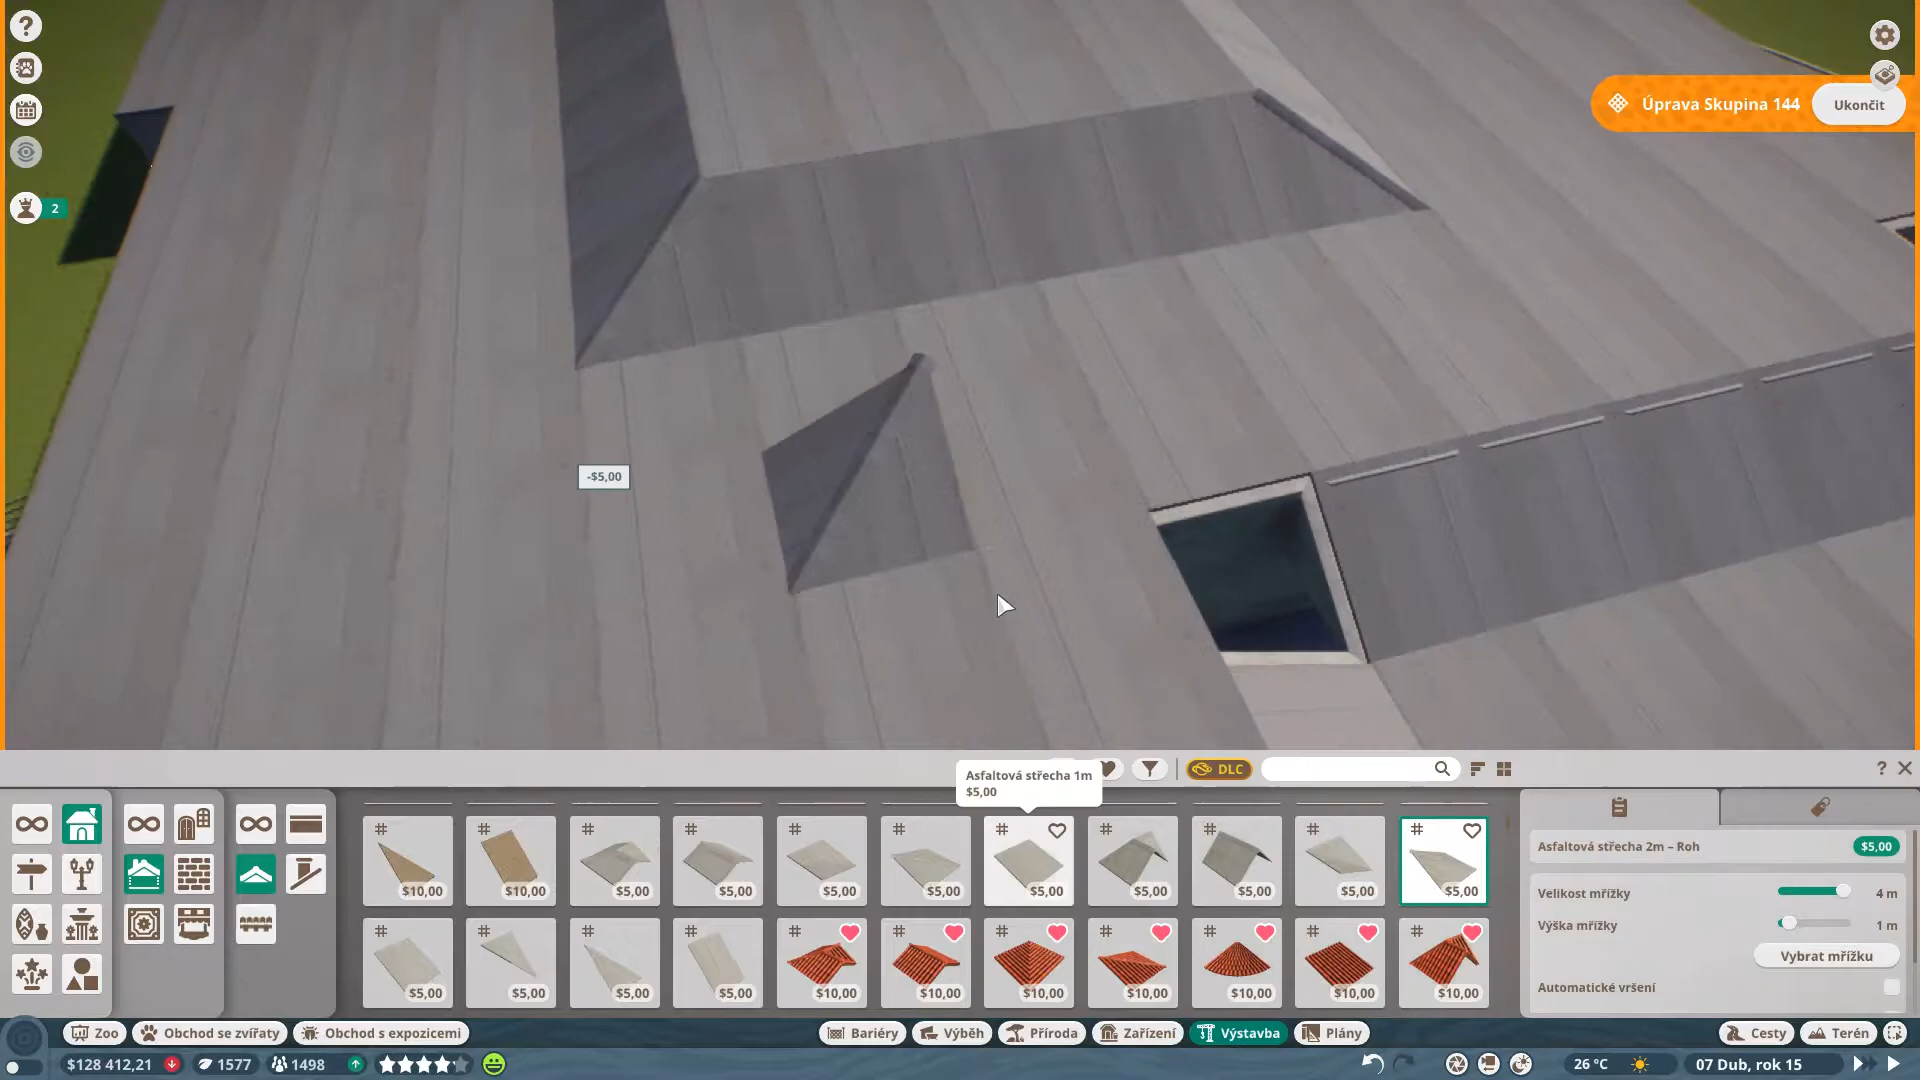 2
Úprava Skupina 144
Ukončit
-$5,00
Asfaltová střecha 1m
$5,00
DLC
$10,00
$10,00
$5,00
$5,00
$5,00
$5,00
$5,00
$5,00
$5,00
$5,00
$5,00
$5,00
$5,00
$5,00
$5,00
$10,00
$10,00
$10,00
$10,00
$10,00
$10,00
$10,00
Asfaltová střecha 2m – Roh
$5,00
Velikost mřížky
4 m
Výška mřížky
1 m
Vybrat mřížku
Automatické vršení
Zoo
Obchod se zvířaty
Obchod s expozicemi
Bariéry
Výběh
Příroda
Zařízení
Výstavba
Plány
Cesty
Terén
$128 412,21
1577
1498
26 °C
07 Dub, rok 15